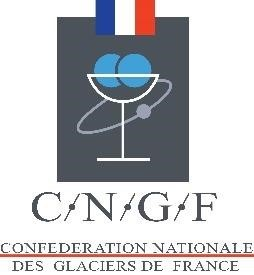 C/N/G/F
CONFEDERATION NATIONALE
DES GLACIERS DE FRANCE